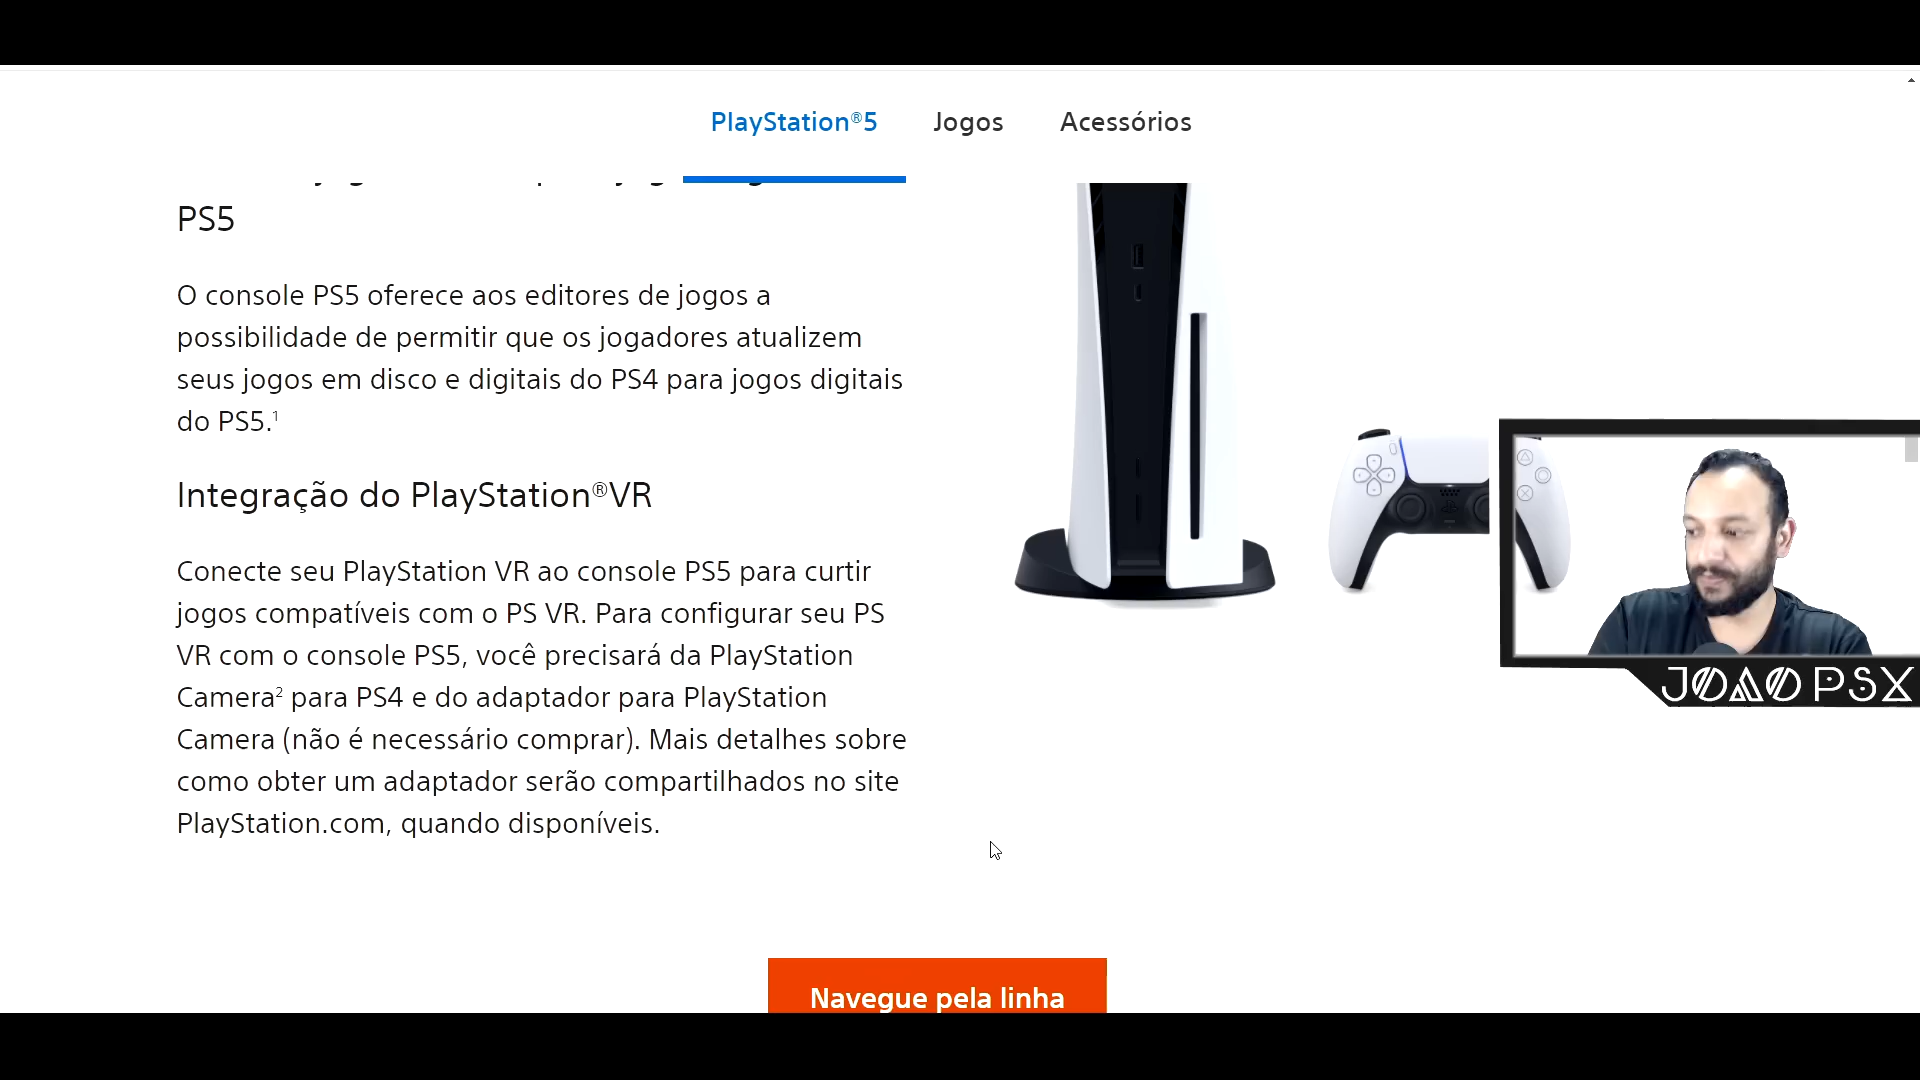 PlayStation®5 Jogos Acessórios
PS5
O console PS5 oferece aos editores de jogos a
possibilidade de permitir que os jogadores atualizem
seus jogos em disco e digitais do PS4 para jogos digitais
do PS5.¹
Integração do PlayStation®VR
Conecte seu PlayStation VR ao console PS5 para curtir
jogos compatíveis com o PS VR. Para configurar seu PS
VR com o console PS5, você precisará da PlayStation
Camera² para PS4 e do adaptador para PlayStation
Camera (não é necessário comprar). Mais detalhes sobre
como obter um adaptador serão compartilhados no site
PlayStation.com, quando disponíveis.
JOAO PSX
Navegue pela linha